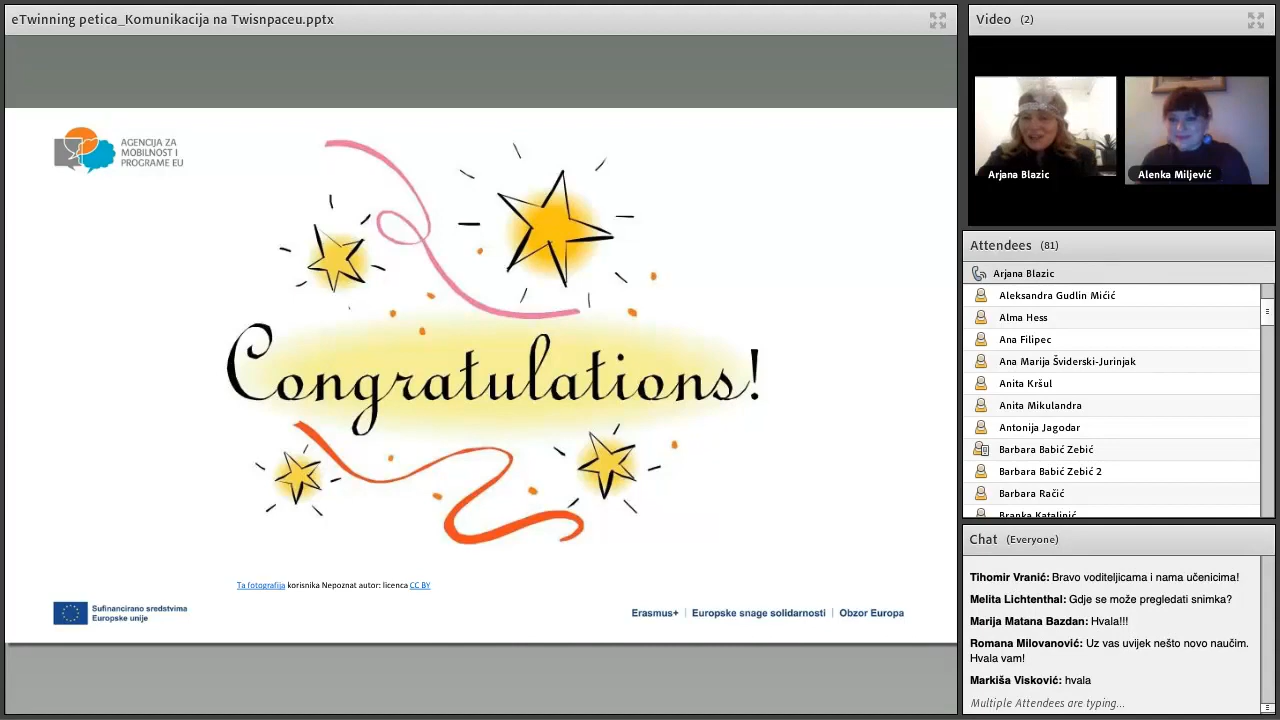 eTwinning petica_Komunikacija na Twisnpaceu.pptx
AGENCIJA ZA
MOBILNOST I
PROGRAME EU
Congratulations!
Ta fotografija korisnika Nepoznat autor: licenca CC BY
Sufinancirano sredstvima
Europske unije
Erasmus+ | Europske snage solidarnosti | Obzor Europa
Video (2)
Arjana Blazic
Alenka Miljević
Attendees (81)
Arjana Blazic
Aleksandra Gudlin Mićić
Alma Hess
Ana Filipec
Ana Marija Šviderski-Jurinjak
Anita Kršul
Anita Mikulandra
Antonija Jagodar
Barbara Babić Zebić
Barbara Babić Zebić 2
Barbara Račić
Branka Katalinić
Chat (Everyone)
Tihomir Vranić: Bravo voditeljicama i nama učenicima!
Melita Lichtenthal: Gdje se može pregledati snimka?
Marija Matana Bazdan: Hvala!!!
Romana Milovanović: Uz vas uvijek nešto novo naučim.
Hvala vam!
Markiša Visković: hvala
Multiple Attendees are typing...